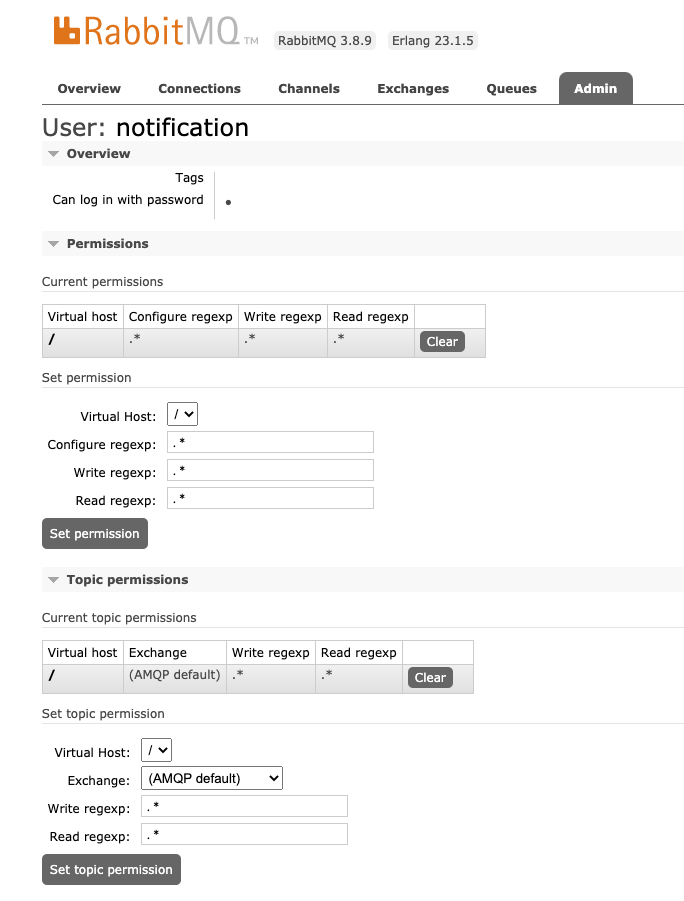 RabbitMQ TM RabbitMQ 3.8.9 Erlang 23.1.5
Overview Connections Channels Exchanges Queues Admin
User: notification
Overview
Tags
Can log in with password •
Permissions
Current permissions
Virtual host Configure regexp Write regexp Read regexp
/ .* .* .* Clear
Set permission
Virtual Host: /
Configure regexp: .*
Write regexp: .*
Read regexp: .*
Set permission
Topic permissions
Current topic permissions
Virtual host Exchange Write regexp Read regexp
/ (AMQP default) .* .* Clear
Set topic permission
Virtual Host: /
Exchange: (AMQP default)
Write regexp: .*
Read regexp: .*
Set topic permission